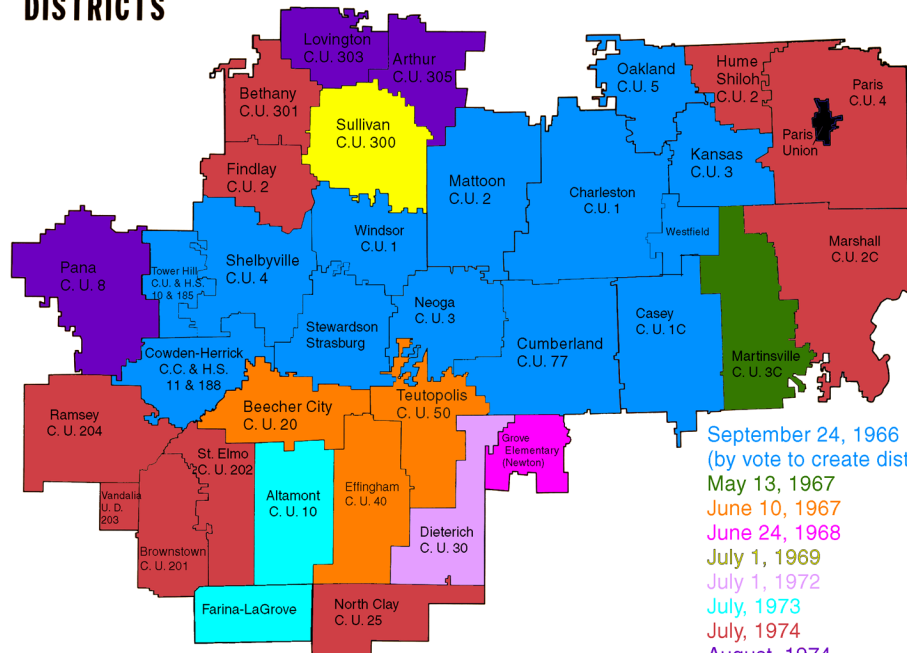 DISTRICTS
Lovington
C.U. 303
Arthur
C.U. 305
Bethany
C.U. 301
Sullivan
C.U. 300
Findlay
C.U. 2
Oakland
C.U. 5
Hume
Shiloh
C.U. 2
Paris
C.U. 4
Paris
Union
Kansas
C.U. 3
Mattoon
C.U. 2
Charleston
C.U. 1
Westfield
Windsor
C.U. 1
Marshall
C.U. 2C
Pana
C.U. 8
Tower Hill
C.U. & H.S.
10 & 185
Shelbyville
C.U. 4
Stewardson
Strasburg
Neoga
C.U. 3
Cumberland
C.U. 77
Casey
C.U. 1C
Martinsville
C.U. 3C
Cowden-Herrick
C.C. & H.S.
11 & 188
Beecher City
C.U. 20
Teutopolis
C.U. 50
Ramsey
C.U. 204
St. Elmo
C.U. 202
Grove
Elementary
(Newton)
Vandalia
U. D.
203
Altamont
C.U. 10
Effingham
C.U. 40
Dieterich
C.U. 30
Brownstown
C.U. 201
Farina-LaGrove
North Clay
C.U. 25
September 24, 1966
(by vote to create dist
May 13, 1967
June 10, 1967
June 24, 1968
July 1, 1969
July 1, 1972
July, 1973
July, 1974
August, 1974